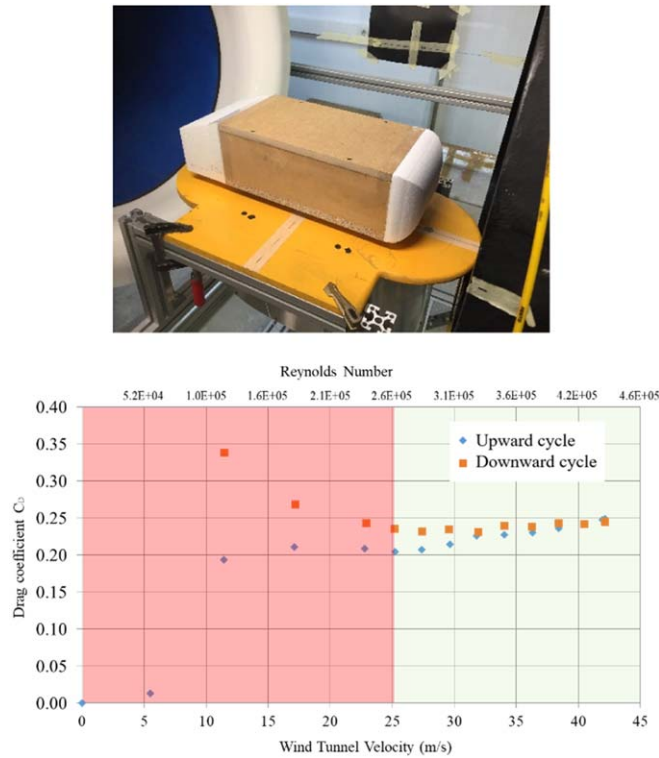 Reynolds Number
5.2E+04 1.0E+05 1.6E+05 2.1E+05 2.6E+05 3.1E+05 3.6E+05 4.2E+05 4.6E+05
0.40
0.35
0.30
0.25
0.20
0.15
0.10
0.05
0.00
Upward cycle
Downward cycle
Drag coefficient C_D
0 5 10 15 20 25 30 35 40 45
Wind Tunnel Velocity (m/s)